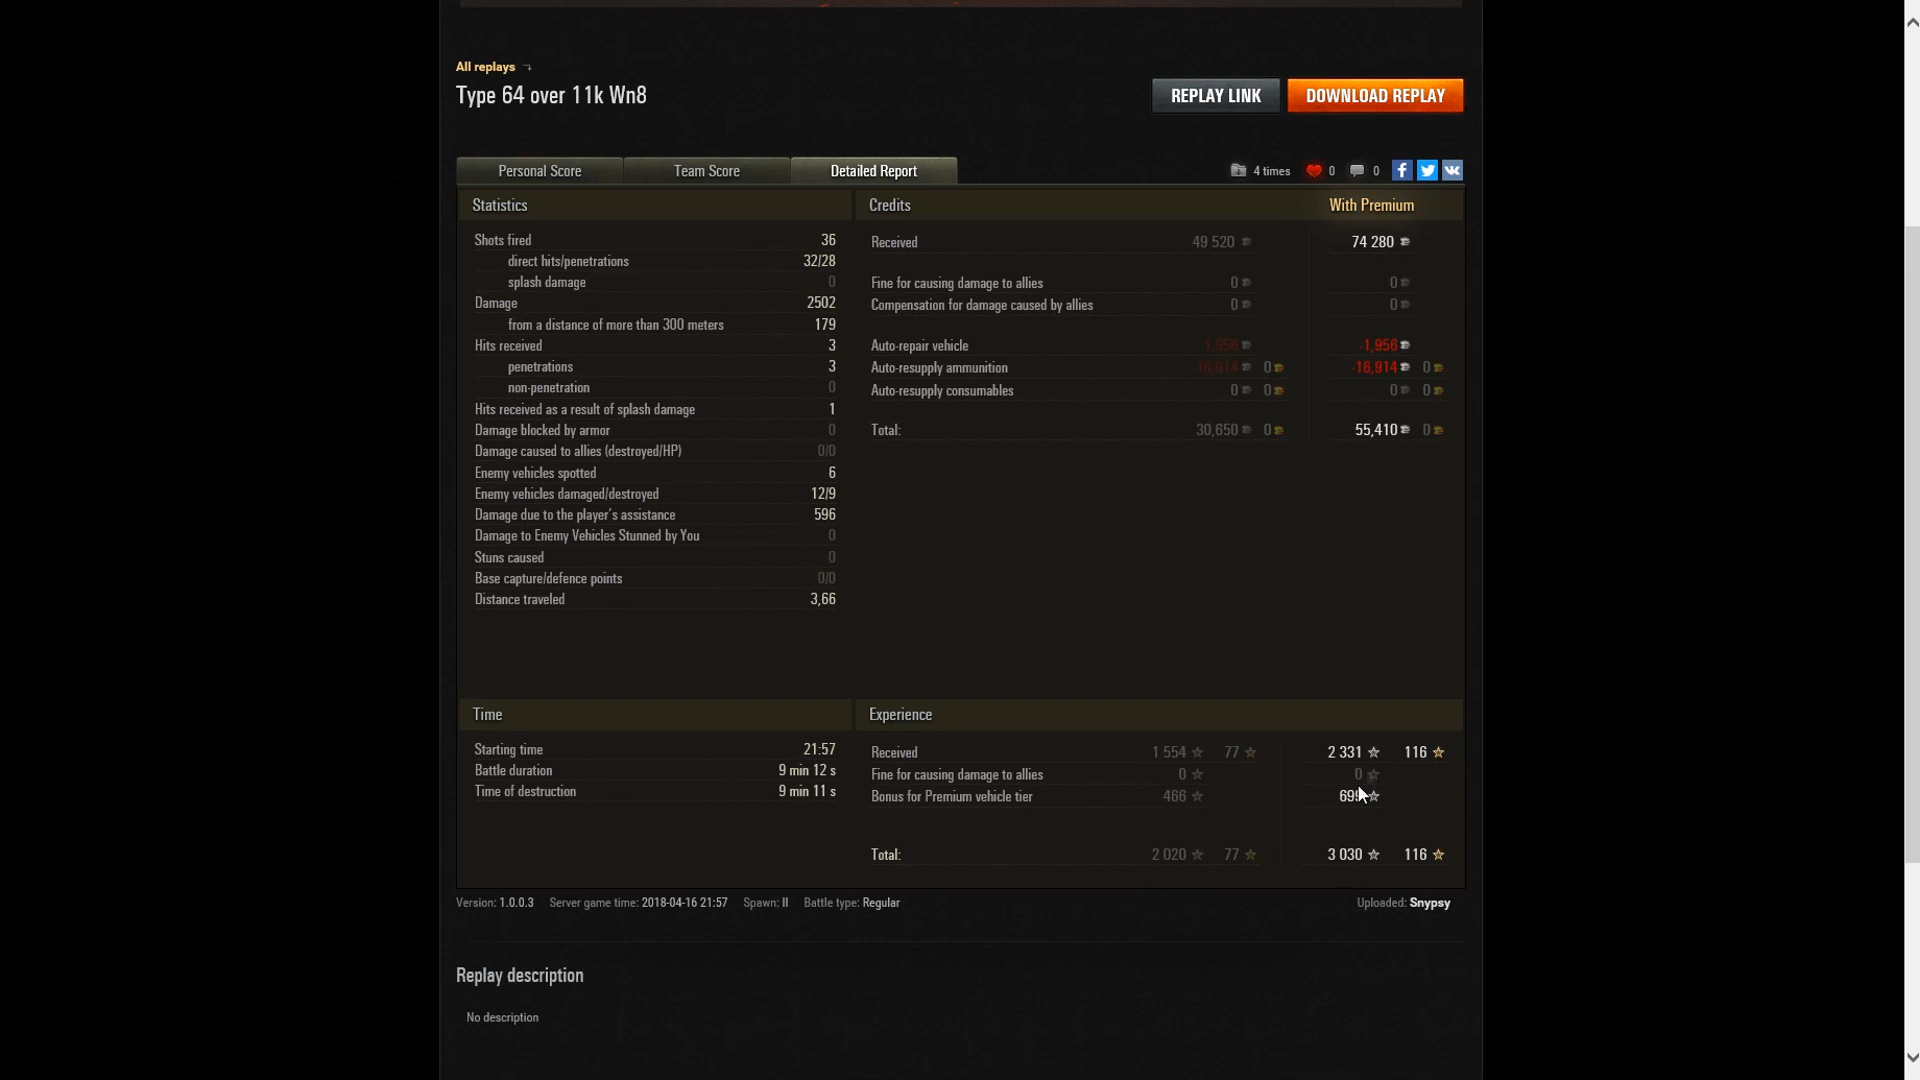 All replays
Type 64 over 11k Wn8
REPLAY LINK
DOWNLOAD REPLAY
Personal Score
Team Score
Detailed Report
4 times
0
0
Statistics
Shots fired 36
direct hits/penetrations 32/28
splash damage 0
Damage 2502
from a distance of more than 300 meters 179
Hits received 3
penetrations 3
non-penetration 0
Hits received as a result of splash damage 1
Damage blocked by armor 0
Damage caused to allies (destroyed/HP) 0/0
Enemy vehicles spotted 6
Enemy vehicles damaged/destroyed 12/9
Damage due to the player's assistance 596
Damage to Enemy Vehicles Stunned by You 0
Stuns caused 0
Base capture/defence points 0/0
Distance traveled 3,66
Credits With Premium
Received 49 520 74 280
Fine for causing damage to allies 0 0
Compensation for damage caused by allies 0 0
Auto-repair vehicle -1,956 -1,956
Auto-resupply ammunition -16,914 0 -16,914 0
Auto-resupply consumables 0 0 0 0
Total: 30,650 0 55,410 0
Time
Starting time 21:57
Battle duration 9 min 12 s
Time of destruction 9 min 11 s
Experience
Received 1 554 77 2 331 116
Fine for causing damage to allies 0 0
Bonus for Premium vehicle tier 466
Total: 2 020 77 3 030 116
Version: 1.0.0.3 Server game time: 2018-04-16 21:57 Spawn: II Battle type: Regular
Uploaded: Snypsy
Replay description
No description